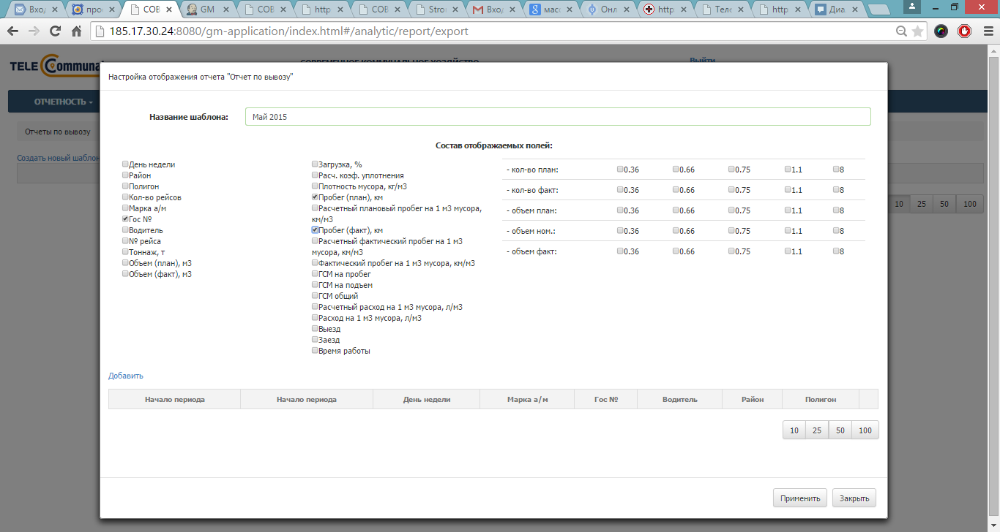 Вход
прос
СОВ
GM
СОВ
http
СОВ
Stro
Вход
масс
Онл
http
Теле
http
Диа
185.17.30.24:8080/gm-application/index.html#/analytic/report/export
TELE Communa
СОВРЕМЕННОЕ КОММУНАЛЬНОЕ ХОЗЯЙСТВО
Выйти
ОТЧЕТНОСТЬ
Отчеты по вывозу
Создать новый шаблон
10 25 50 100
Настройка отображения отчета "Отчет по вывозу"
Название шаблона: Май 2015
Состав отображаемых полей:
День недели
Район
Полигон
Кол-во рейсов
Марка а/м
Гос №
Водитель
№ рейса
Тоннаж, т
Объем (план), м3
Объем (факт), м3
Загрузка, %
Расч. коэф. уплотнения
Плотность мусора, кг/м3
Пробег (план), км
Расчетный плановый пробег на 1 м3 мусора,
км/м3
Пробег (факт), км
Расчетный фактический пробег на 1 м3
мусора, км/м3
Фактический пробег на 1 м3 мусора, км/м3
ГСМ на пробег
ГСМ на подъем
ГСМ общий
Расчетный расход на 1 м3 мусора, л/м3
Расход на 1 м3 мусора, л/м3
Выезд
Заезд
Время работы
- кол-во план: 0.36 0.66 0.75 1.1 8
- кол-во факт: 0.36 0.66 0.75 1.1 8
- объем план: 0.36 0.66 0.75 1.1 8
- объем ном.: 0.36 0.66 0.75 1.1 8
- объем факт: 0.36 0.66 0.75 1.1 8
Добавить
Начало периода Начало периода День недели Марка а/м Гос № Водитель Район Полигон
10 25 50 100
Применить Закрыть